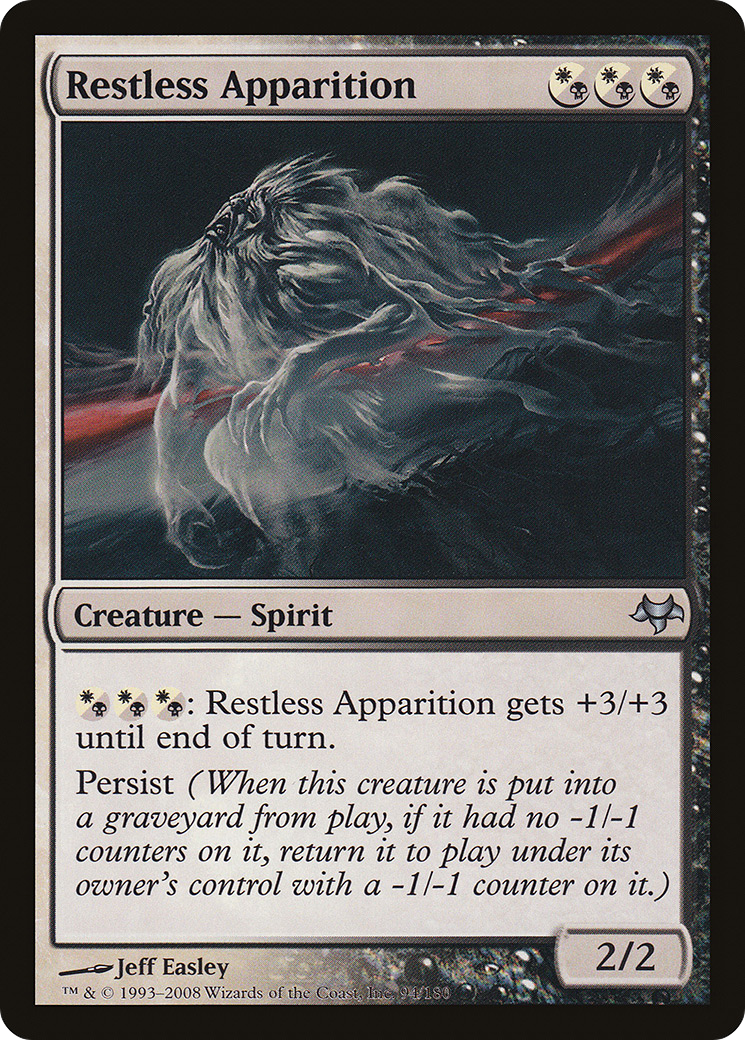 Restless Apparition
Creature — Spirit
: Restless Apparition gets +3/+3
until end of turn.
Persist (When this creature is put into
a graveyard from play, if it had no -1/-1
counters on it, return it to play under its
owner's control with a -1/-1 counter on it.)
2/2
Jeff Easley
™ & © 1993–2008 Wizards of the Coast, Inc. 94/180